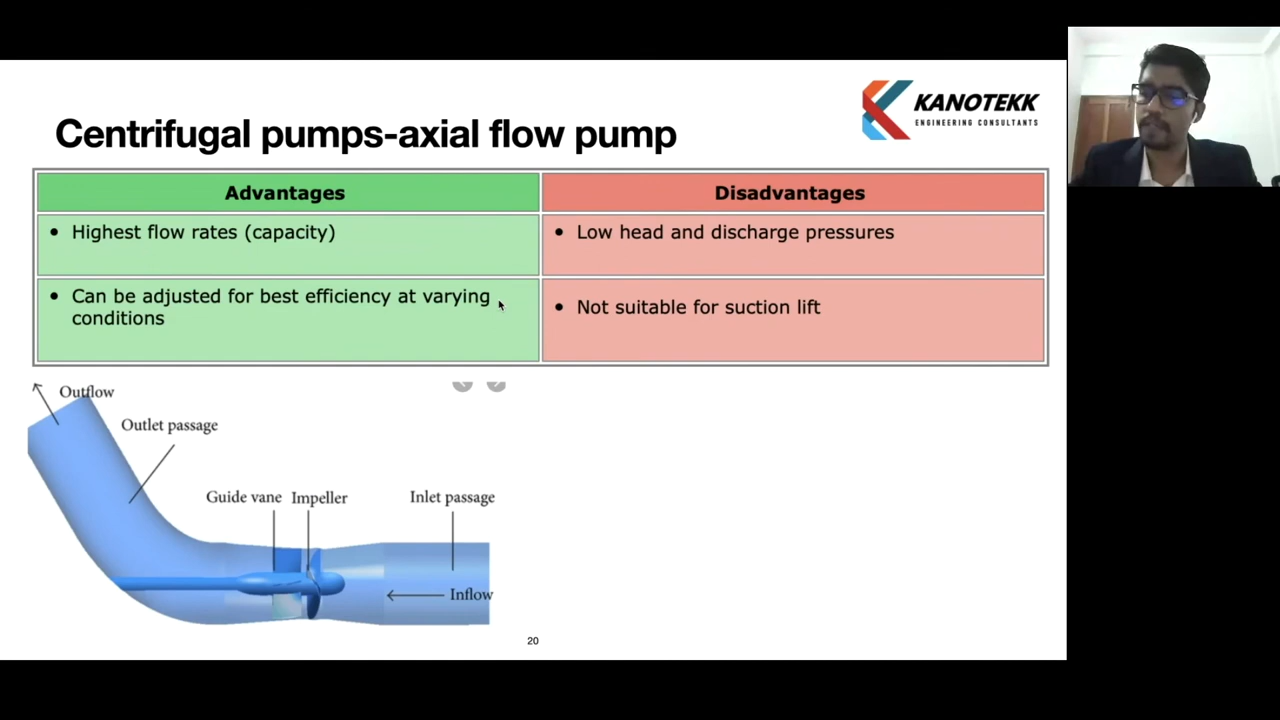 KANOTEKK
ENGINEERING CONSULTANTS
Centrifugal pumps-axial flow pump
Advantages
Disadvantages
• Highest flow rates (capacity)
• Low head and discharge pressures
• Can be adjusted for best efficiency at varying
conditions
• Not suitable for suction lift
Outflow
Outlet passage
Guide vane
Impeller
Inlet passage
Inflow
20